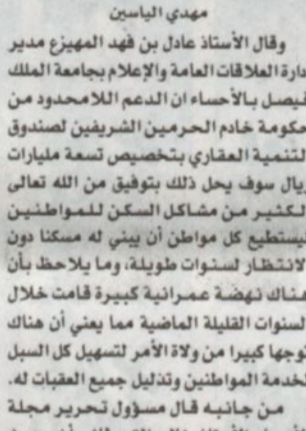 مهدي الياسين
وقال الأستاذ عادل بن فهد المهيزع مدير
دارة العلاقات العامة والإعلام بجامعة الملك
فيصل بالأحساء ان الدعم اللامحدود من
حكومة خادم الحرمين الشريفين لصندوق
التنمية العقاري بتخصيص تسعة مليارات
ريال سوف يحل ذلك بتوفيق من الله تعالى
الكثير من مشاكل السكن للمواطنين
يستطيع كل مواطن أن يبني له مسكنا دون
الانتظار لسنوات طويلة، وما يلاحظ بأن
هناك نهضة عمرانية كبيرة قامت خلال
السنوات القليلة الماضية مما يعني أن هناك
توجها كبيرا من ولاة الأمر لتسهيل كل السبل
لخدمة المواطنين وتذليل جميع العقبات له.
من جانبه قال مسؤول تحرير مجلة